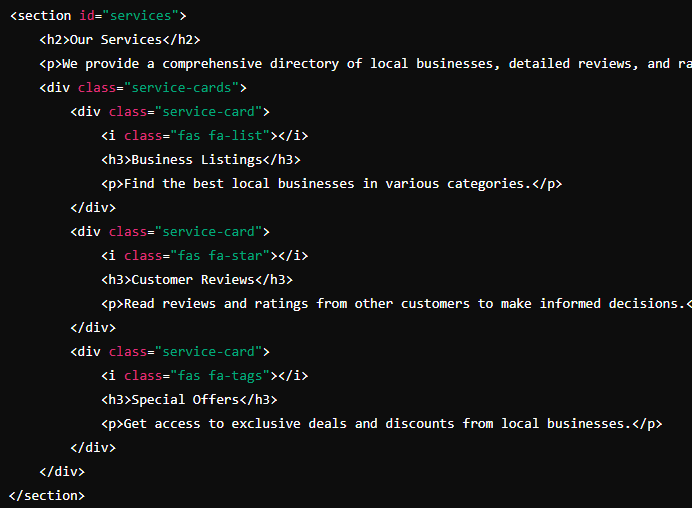 <section id="services">
<h2>Our Services</h2>
<p>We provide a comprehensive directory of local businesses, detailed reviews, and ra
<div class="service-cards">
<div class="service-card">
<i class="fas fa-list"></i>
<h3>Business Listings</h3>
<p>Find the best local businesses in various categories.</p>
</div>
<div class="service-card">
<i class="fas fa-star"></i>
<h3>Customer Reviews</h3>
<p>Read reviews and ratings from other customers to make informed decisions.<
</div>
<div class="service-card">
<i class="fas fa-tags"></i>
<h3>Special Offers</h3>
<p>Get access to exclusive deals and discounts from local businesses.</p>
</div>
</div>
</section>